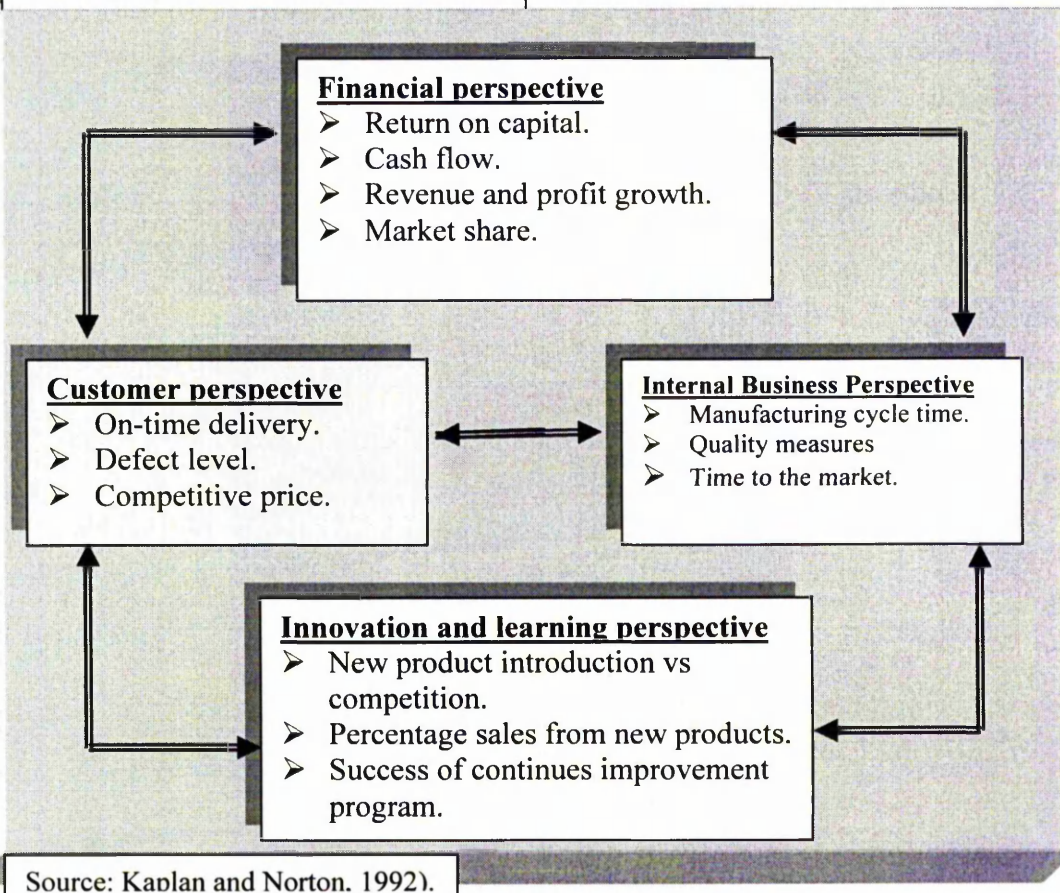 Financial perspective
➢ Return on capital.
➢ Cash flow.
➢ Revenue and profit growth.
➢ Market share.
Customer perspective
➢ On-time delivery.
➢ Defect level.
➢ Competitive price.
Internal Business Perspective
➢ Manufacturing cycle time.
➢ Quality measures
➢ Time to the market.
Innovation and learning perspective
➢ New product introduction vs
competition.
➢ Percentage sales from new products.
➢ Success of continues improvement
program.
Source: Kaplan and Norton, 1992).